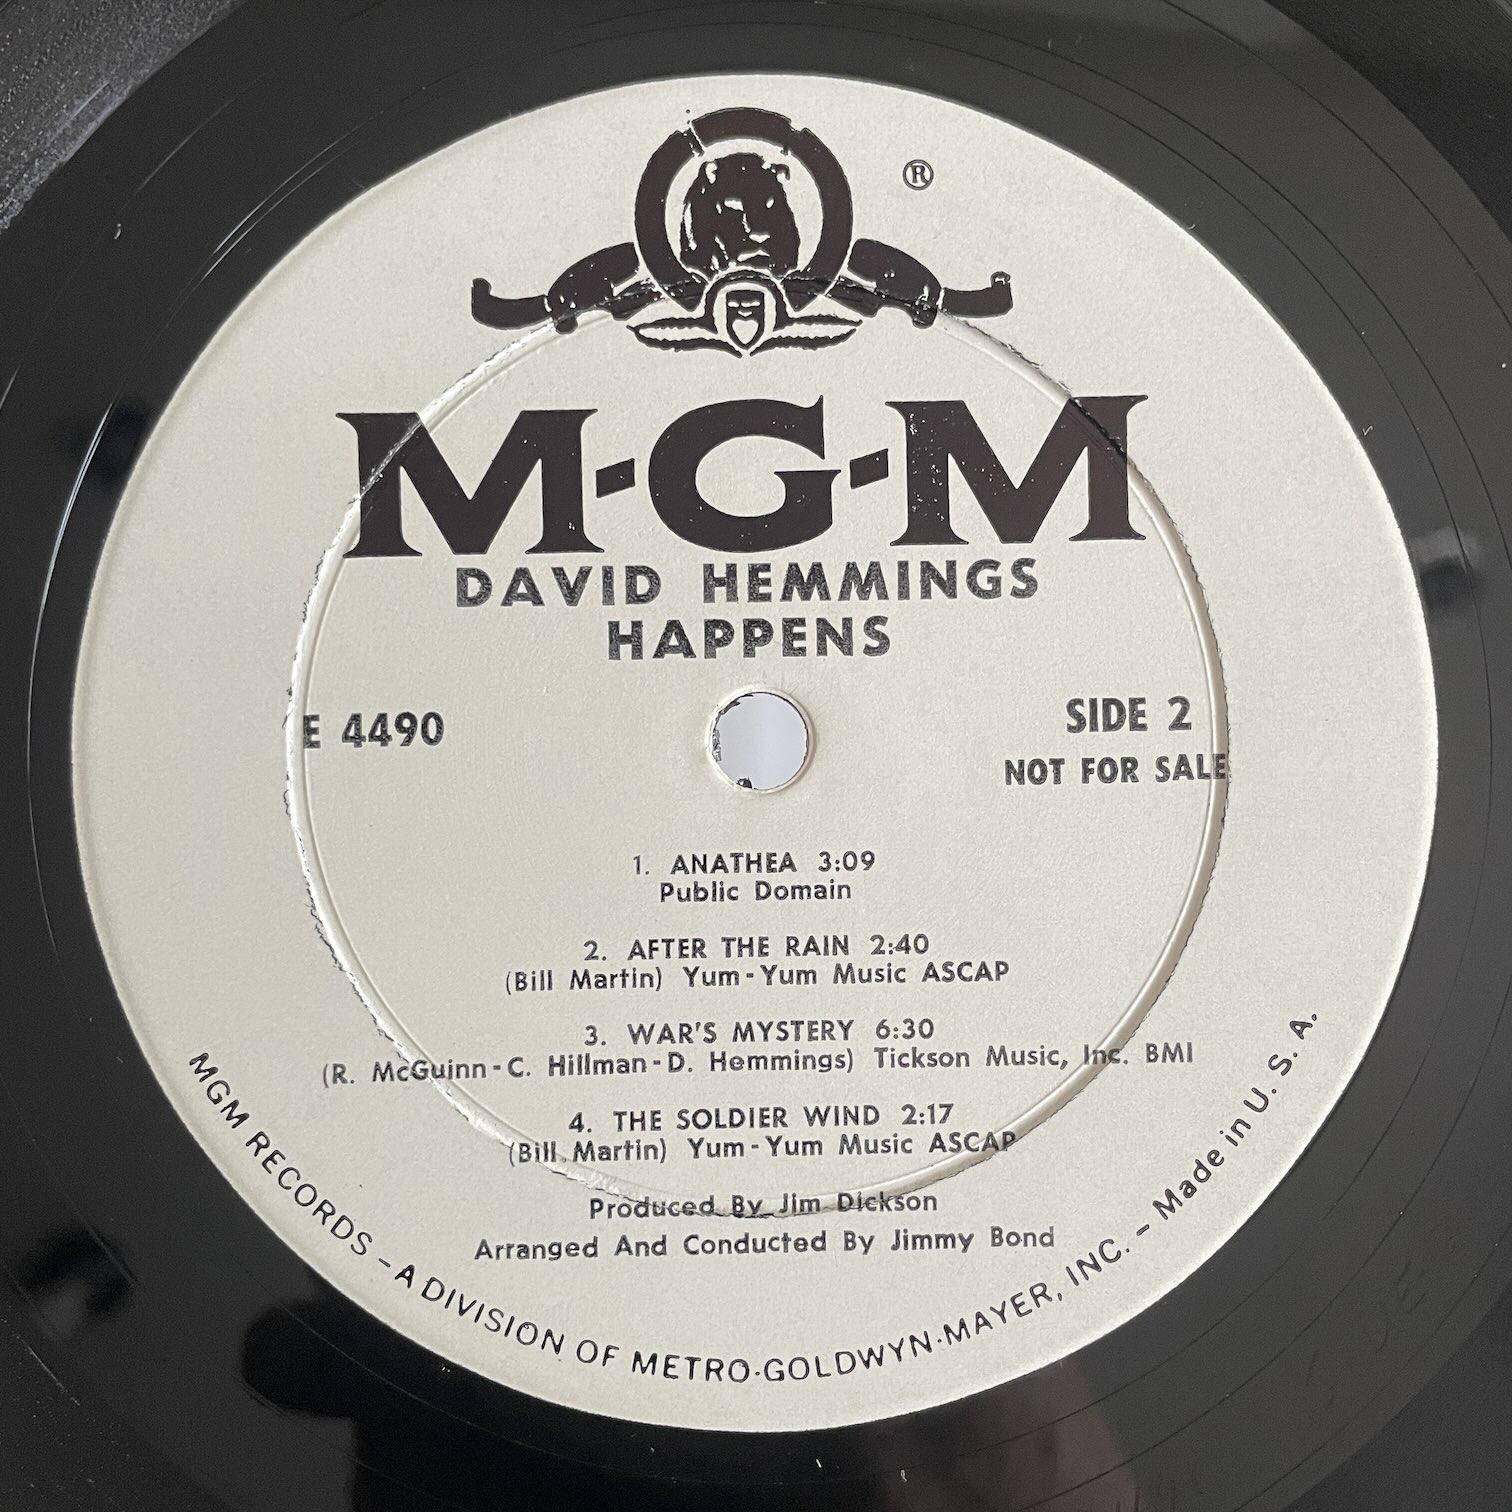 ®
M-G-M
DAVID HEMMINGS
HAPPENS
E 4490
SIDE 2
NOT FOR SALE
1. ANATHEA 3:09
Public Domain
2. AFTER THE RAIN 2:40
(Bill Martin) Yum-Yum Music ASCAP
3. WAR'S MYSTERY 6:30
(R. McGuinn-C. Hillman-D. Hemmings) Tickson Music, Inc. BMI
4. THE SOLDIER WIND 2:17
(Bill Martin) Yum-Yum Music ASCAP
Produced By Jim Dickson
Arranged And Conducted By Jimmy Bond
MGM RECORDS – A DIVISION OF METRO-GOLDWYN-MAYER, INC. – Made in U. S. A.